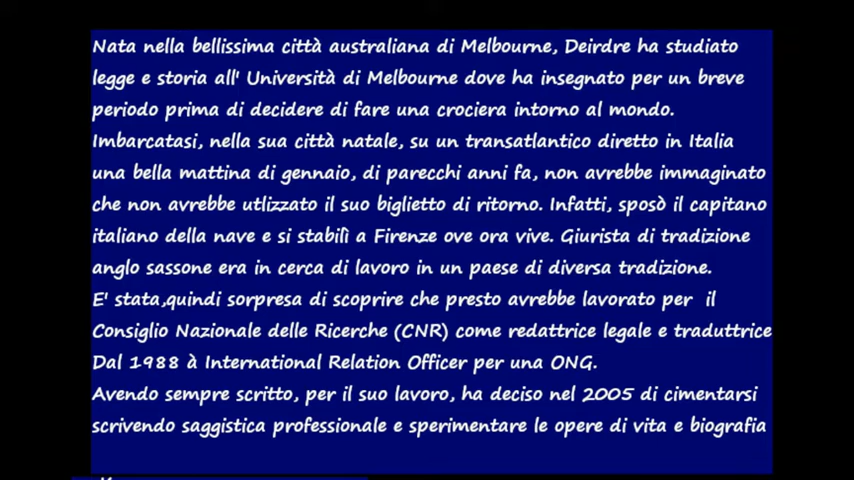 Nata nella bellissima città australiana di Melbourne, Deirdre ha studiato
legge e storia all' Università di Melbourne dove ha insegnato per un breve
periodo prima di decidere di fare una crociera intorno al mondo.
Imbarcatasi, nella sua città natale, su un transatlantico diretto in Italia
una bella mattina di gennaio, di parecchi anni fa, non avrebbe immaginato
che non avrebbe utlizzato il suo biglietto di ritorno. Infatti, sposò il capitano
italiano della nave e si stabilì a Firenze ove ora vive. Giurista di tradizione
anglo sassone era in cerca di lavoro in un paese di diversa tradizione.
E' stata,quindi sorpresa di scoprire che presto avrebbe lavorato per il
Consiglio Nazionale delle Ricerche (CNR) come redattrice legale e traduttrice
Dal 1988 à International Relation Officer per una ONG.
Avendo sempre scritto, per il suo lavoro, ha deciso nel 2005 di cimentarsi
scrivendo saggistica professionale e sperimentare le opere di vita e biografia